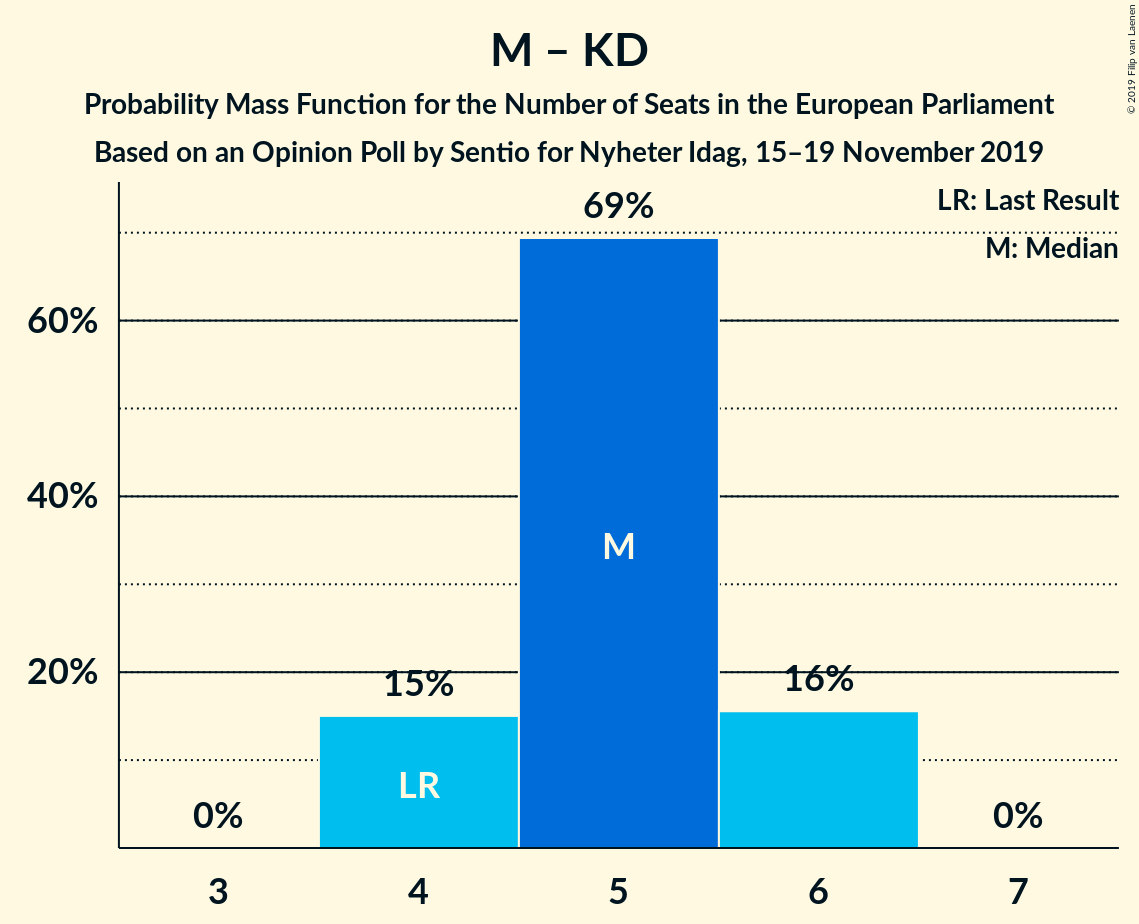 M – KD
Probability Mass Function for the Number of Seats in the European Parliament
Based on an Opinion Poll by Sentio for Nyheter Idag, 15–19 November 2019
© 2019 Filip van Laenen
LR: Last Result
M: Median
69%
60%
40%
20%
M
15%
16%
LR
0%
0%
3 4 5 6 7